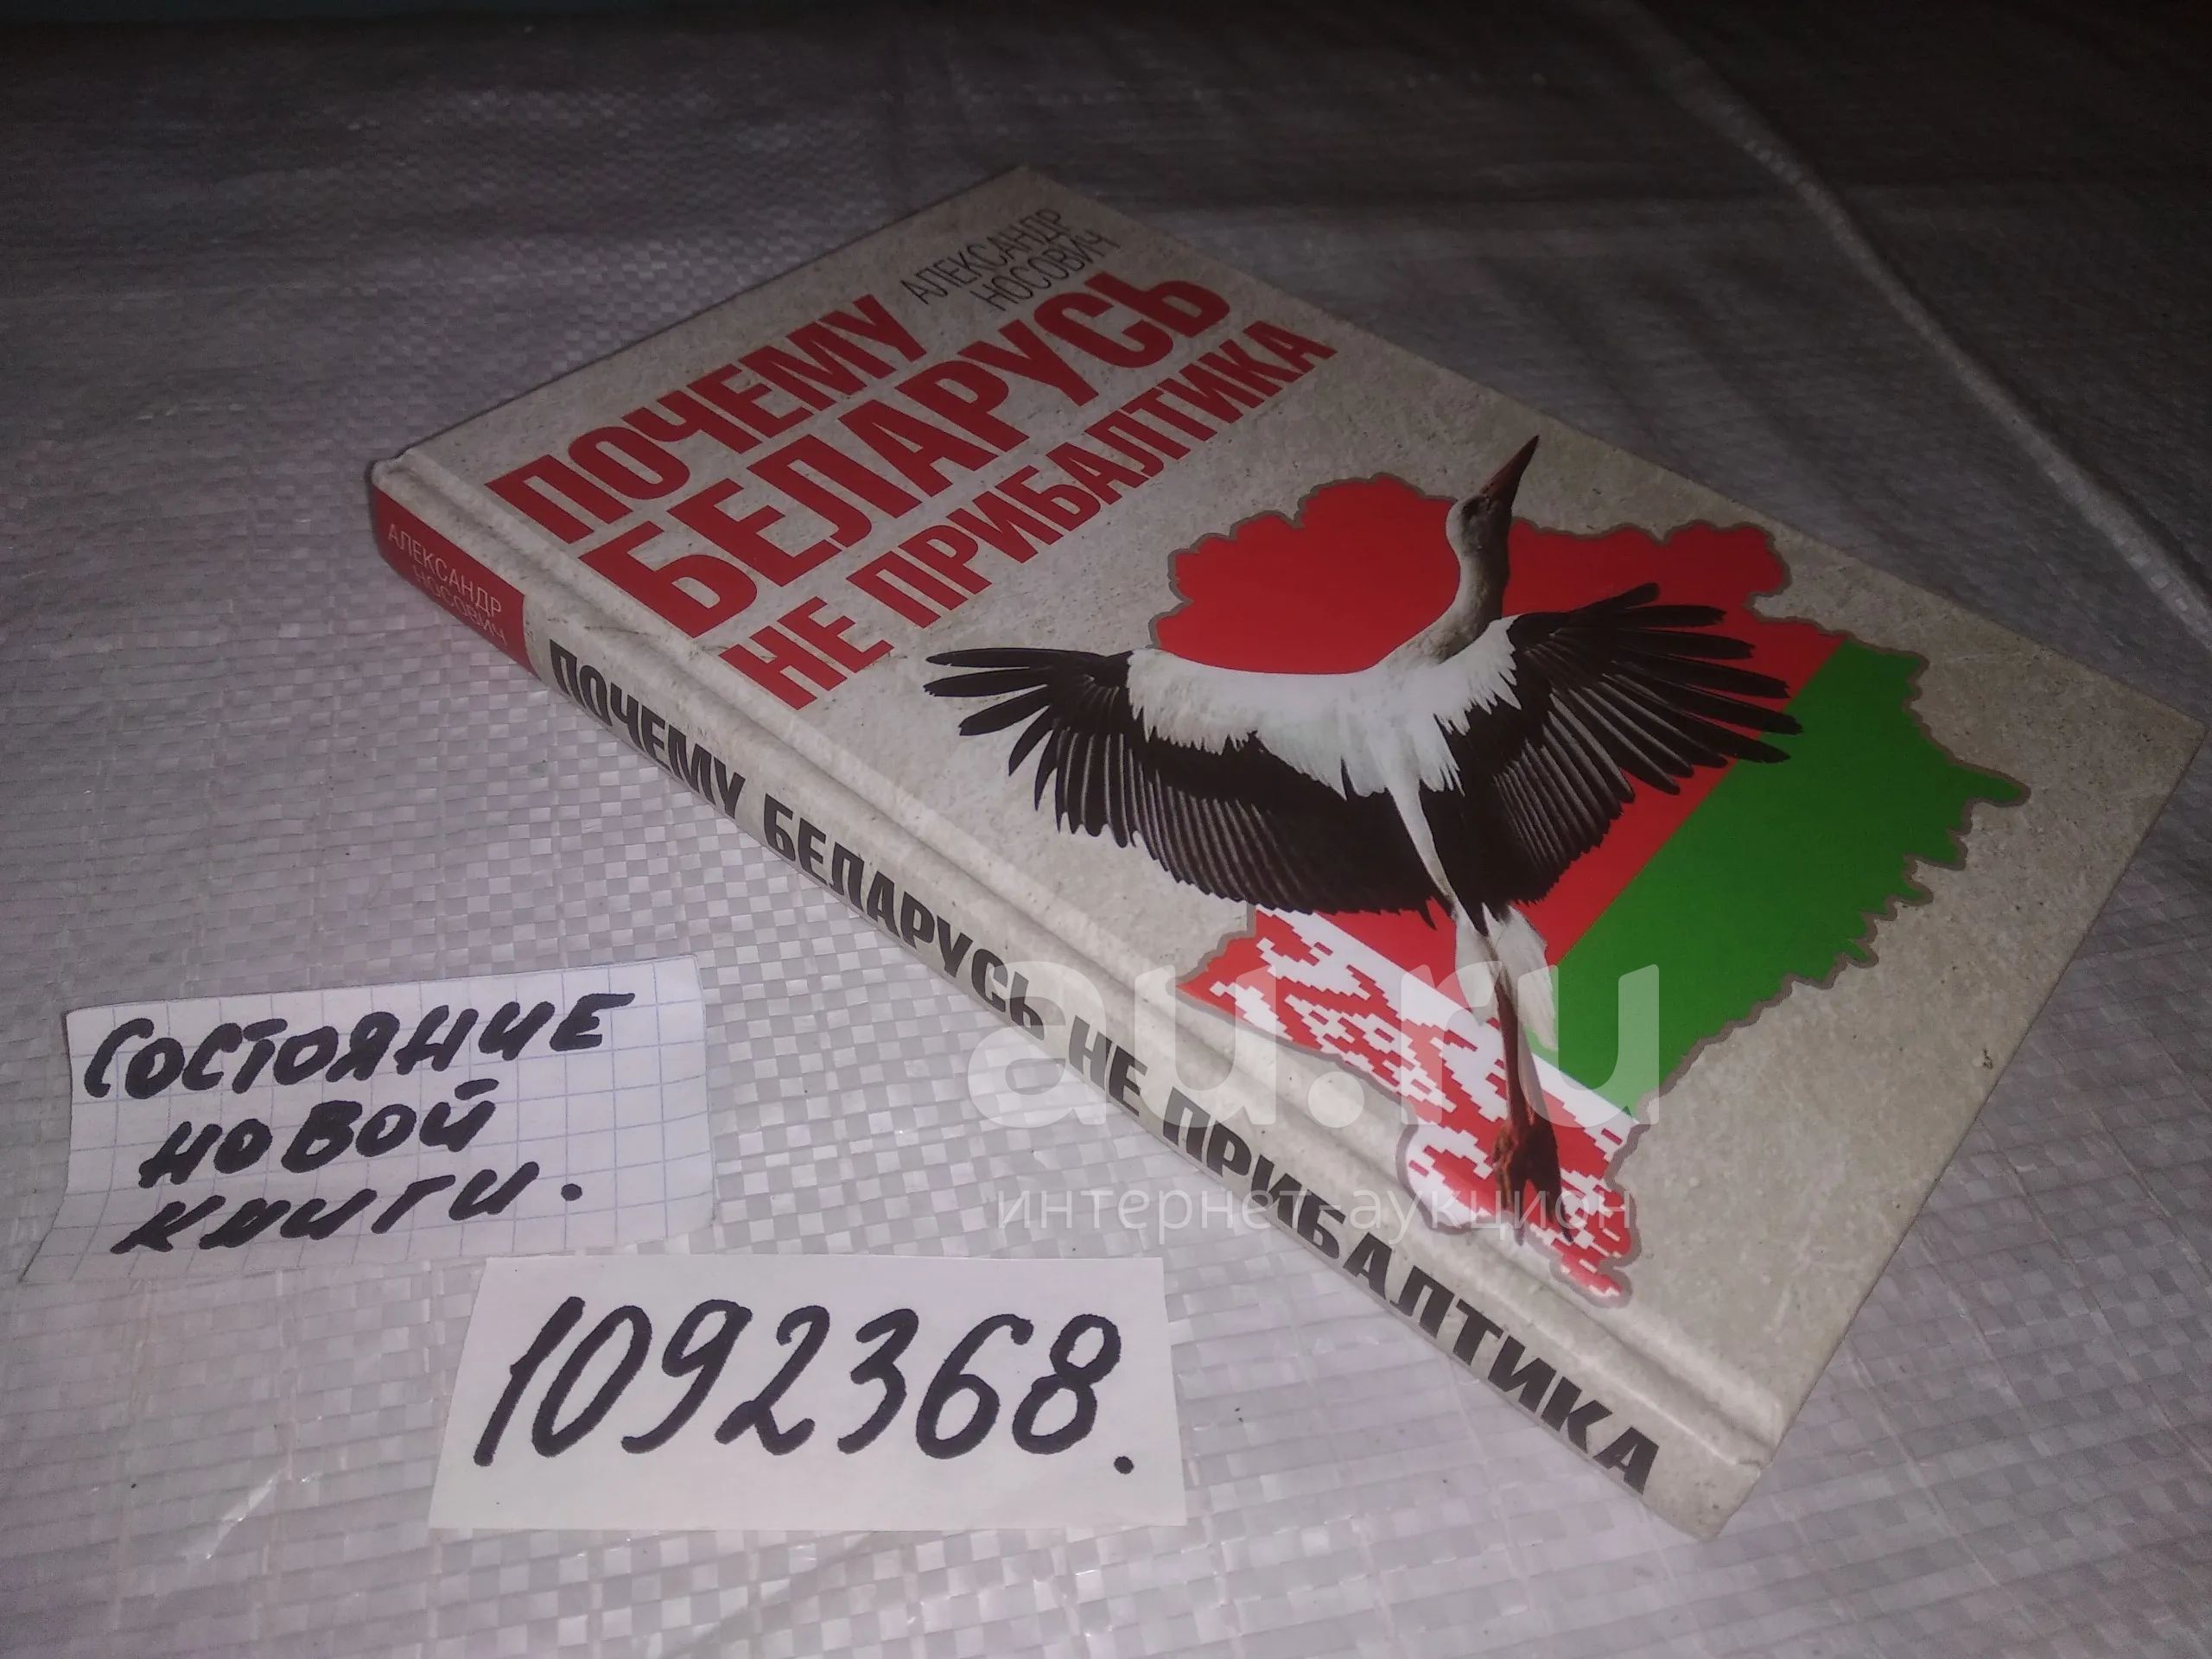 АЛЕКСАНДР
НОСОВИЧ
ПОЧЕМУ
БЕЛАРУСЬ
НЕ ПРИБАЛТИКА
АЛЕКСАНДР
НОСОВИЧ
ПОЧЕМУ БЕЛАРУСЬ НЕ ПРИБАЛТИКА
au.ru
интернет-аукцион
СОСТОЯНИЕ
НОВОЙ
КНИГИ.
1092368.